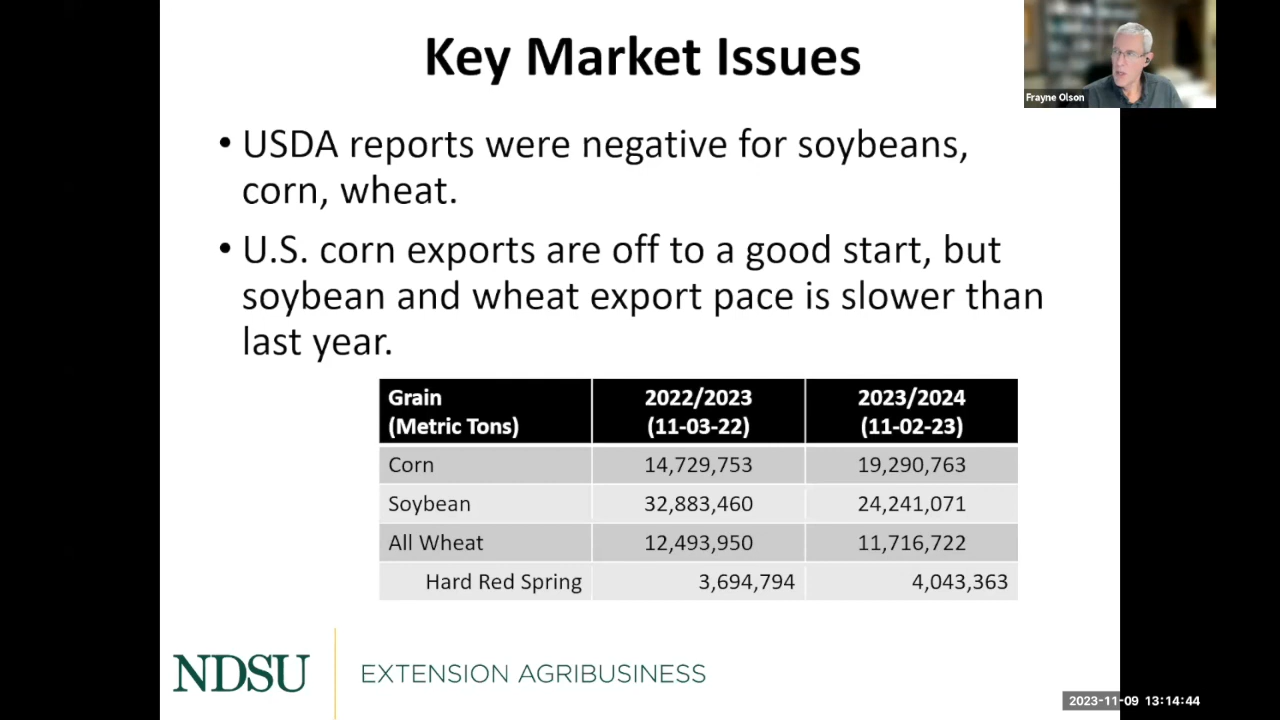 Key Market Issues
Frayne Olson
• USDA reports were negative for soybeans,
corn, wheat.
• U.S. corn exports are off to a good start, but
soybean and wheat export pace is slower than
last year.
Grain (Metric Tons) 2022/2023 (11-03-22) 2023/2024 (11-02-23)
Corn 14,729,753 19,290,763
Soybean 32,883,460 24,241,071
All Wheat 12,493,950 11,716,722
Hard Red Spring 3,694,794 4,043,363
NDSU EXTENSION AGRIBUSINESS
2023-11-09 13:14:44